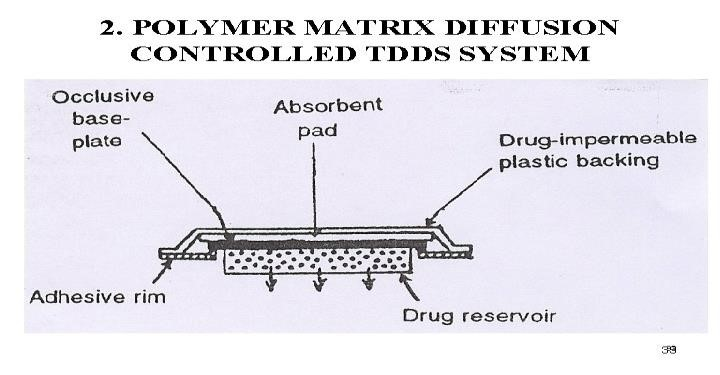 2. POLYMER MATRIX DIFFUSION
CONTROLLED TDDS SYSTEM
Occlusive
base-
plate
Absorbent
pad
Drug-impermeable
plastic backing
Adhesive rim
Drug reservoir